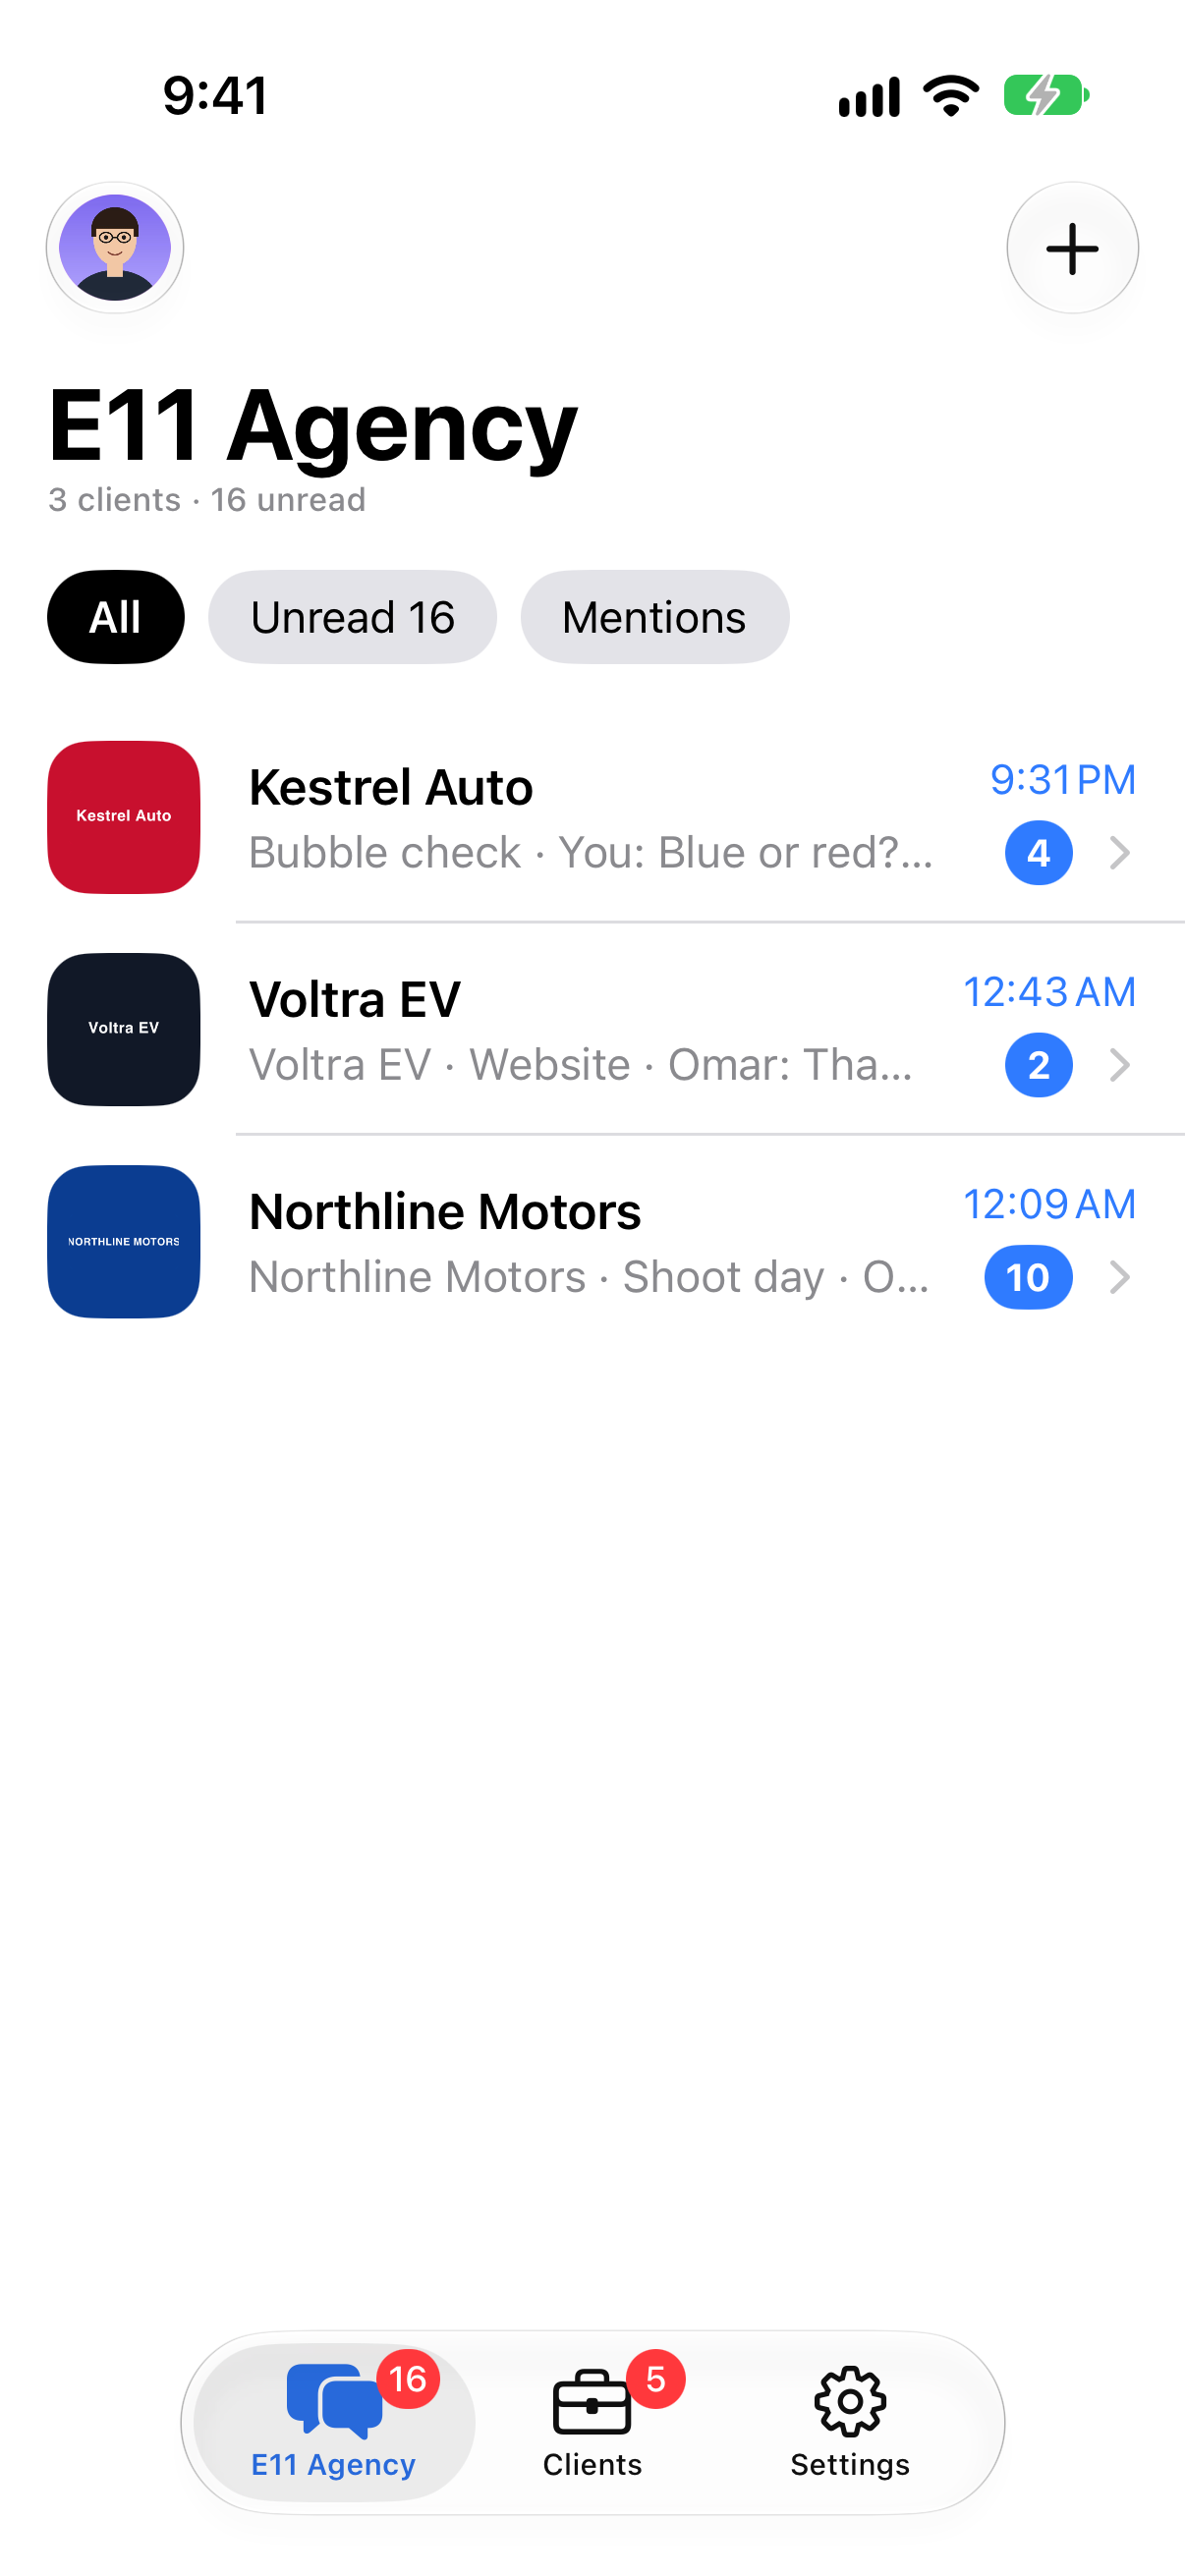 9:41
E11 Agency
3 clients · 16 unread
All
Unread 16
Mentions
Kestrel Auto
Kestrel Auto
9:31 PM
Bubble check · You: Blue or red?...
4
Voltra EV
Voltra EV
12:43 AM
Voltra EV · Website · Omar: Tha...
2
NORTHLINE MOTORS
Northline Motors
12:09 AM
Northline Motors · Shoot day · O...
10
16
5
E11 Agency
Clients
Settings